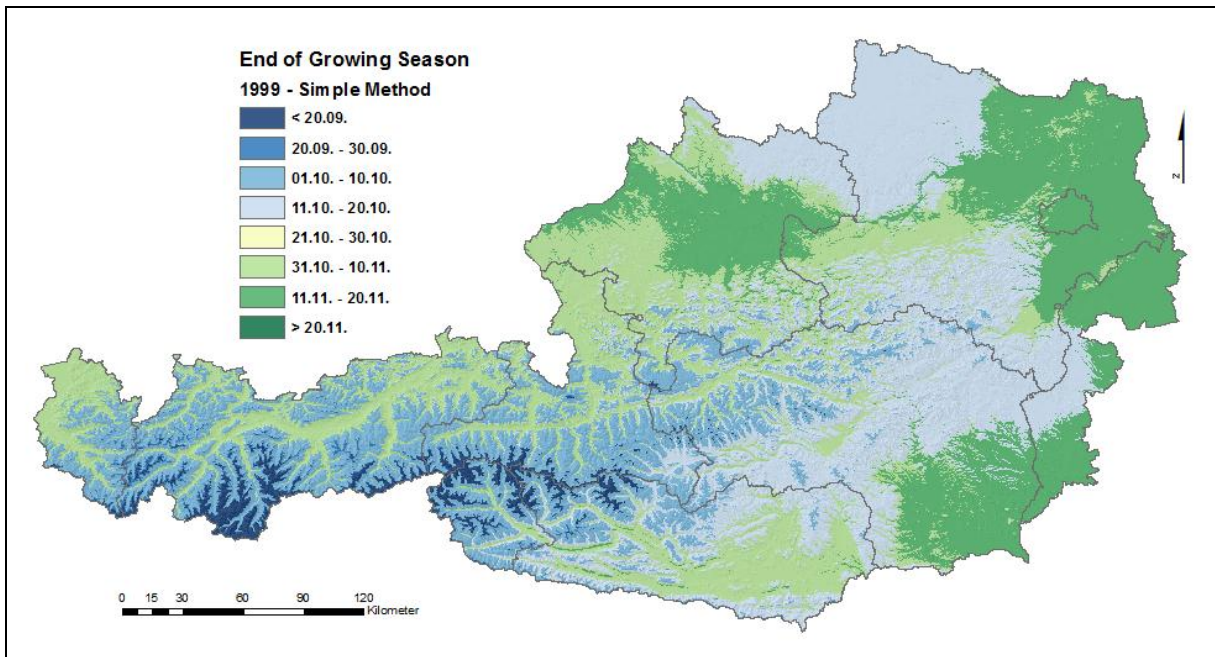 End of Growing Season
1999 - Simple Method
< 20.09.
20.09. - 30.09.
01.10. - 10.10.
11.10. - 20.10.
21.10. - 30.10.
31.10. - 10.11.
11.11. - 20.11.
> 20.11.
N
0 15 30 60 90 120
Kilometer